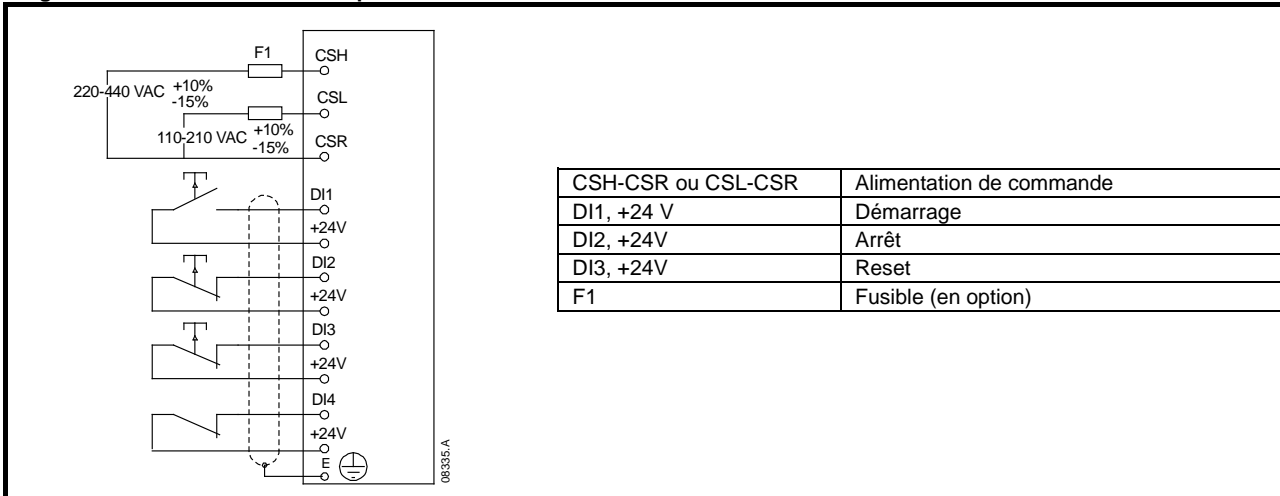 F1
CSH
220-440 VAC +10%
-15%
CSL
110-210 VAC +10%
-15%
CSR
DI1
+24V
DI2
+24V
DI3
+24V
DI4
+24V
E
08335.A
CSH-CSR ou CSL-CSR Alimentation de commande
DI1, +24 V Démarrage
DI2, +24V Arrêt
DI3, +24V Reset
F1 Fusible (en option)